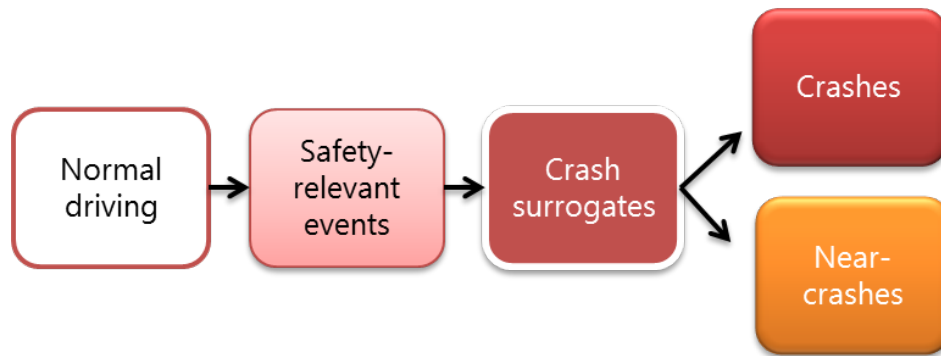 Normal
driving
Safety-
relevant
events
Crash
surrogates
Crashes
Near-
crashes